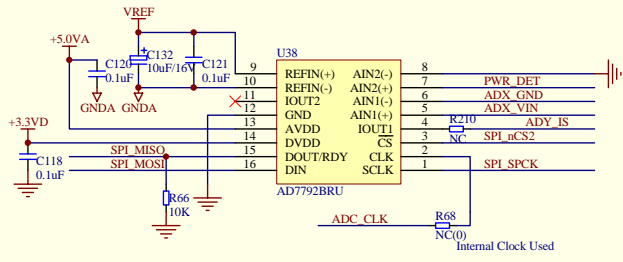 VREF
+5.0VA
C120
0.1uF
C132
10uF/16V
C121
0.1uF
GNDA
GNDA
U38
9 REFIN(+) AIN2(-) 8
10 REFIN(-) AIN2(+) 7 PWR_DET
11 IOUT2 AIN1(-) 6 ADX_GND
12 GND AIN1(+) 5 ADX_VIN
13 AVDD IOUT1 4 R210 NC ADY_IS
14 DVDD CS 3 SPI_nCS2
SPI_MISO 15 DOUT/RDY CLK 2
SPI_MOSI 16 DIN SCLK 1 SPI_SPCK
AD7792BRU
+3.3VD
C118
0.1uF
R66
10K
ADC_CLK
R68
NC(0)
Internal Clock Used